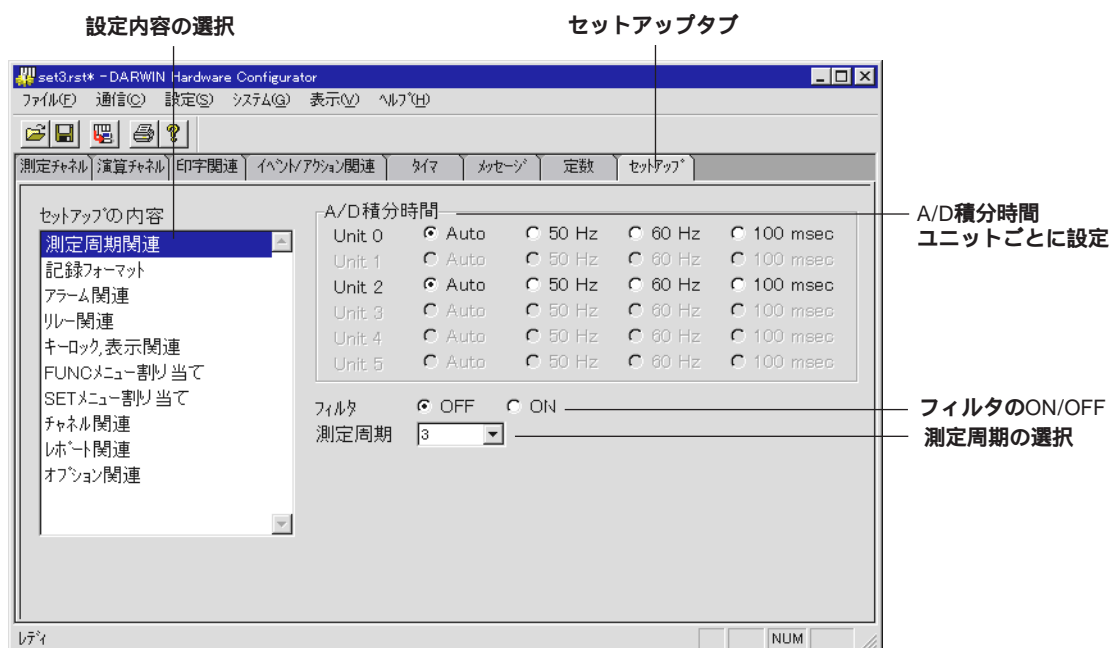 設定内容の選択
セットアップタブ
set3.rst* - DARWIN Hardware Configurator
ファイル(F) 通信(C) 設定(S) システム(G) 表示(V) ヘルプ(H)
測定チャネル 演算チャネル 印字関連 イベント/アクション関連 タイマ メッセージ 定数 セットアップ
セットアップの内容
測定周期関連
記録フォーマット
アラーム関連
リレー関連
キーロック,表示関連
FUNCメニュー割り当て
SETメニュー割り当て
チャネル関連
レポート関連
オプション関連
A/D積分時間
Unit 0 Auto 50 Hz 60 Hz 100 msec
Unit 1 Auto 50 Hz 60 Hz 100 msec
Unit 2 Auto 50 Hz 60 Hz 100 msec
Unit 3 Auto 50 Hz 60 Hz 100 msec
Unit 4 Auto 50 Hz 60 Hz 100 msec
Unit 5 Auto 50 Hz 60 Hz 100 msec
フィルタ OFF ON
測定周期 3
A/D積分時間
ユニットごとに設定
フィルタのON/OFF
測定周期の選択
レディ
NUM